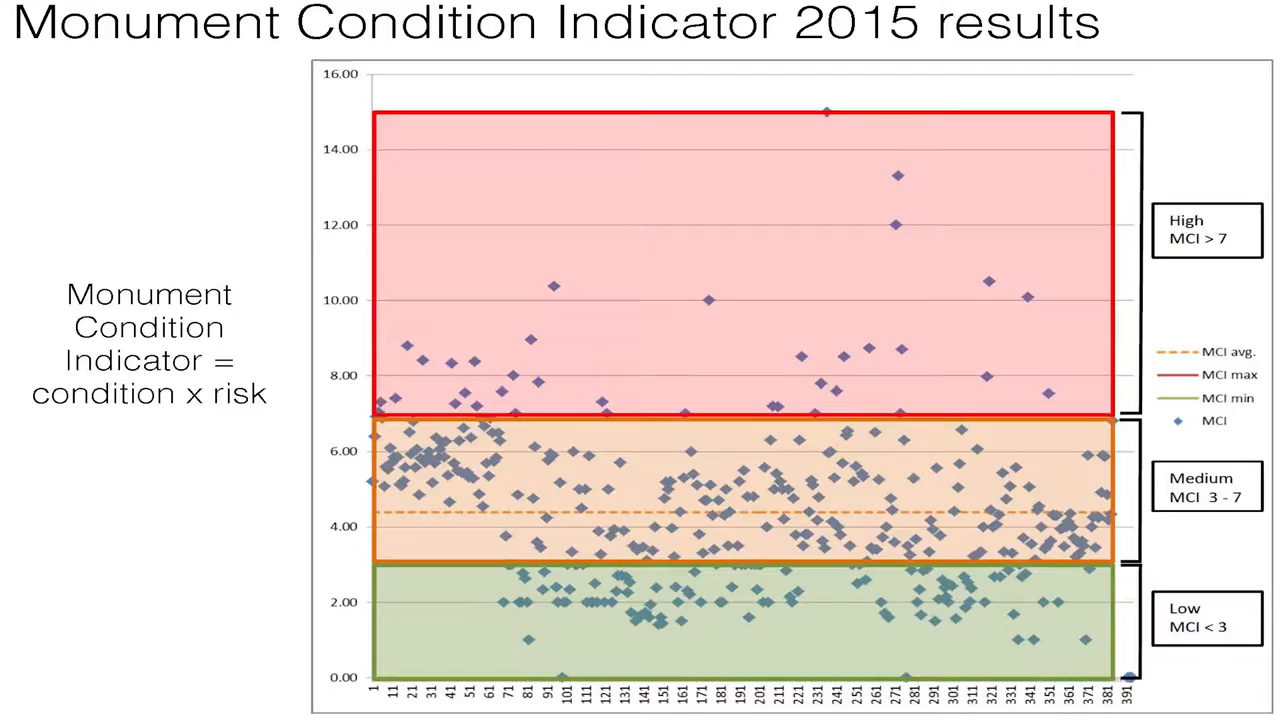 Monument Condition Indicator 2015 results
Monument
Condition
Indicator =
condition x risk
16.00
14.00
12.00
10.00
8.00
6.00
4.00
2.00
0.00
1 11 21 31 41 51 61 71 81 91 101 111 121 131 141 151 161 171 181 191 201 211 221 231 241 251 261 271 281 291 301 311 321 331 341 351 361 371 381 391
High
MCI > 7
MCI avg.
MCI max
MCI min
MCI
Medium
MCI 3 - 7
Low
MCI < 3